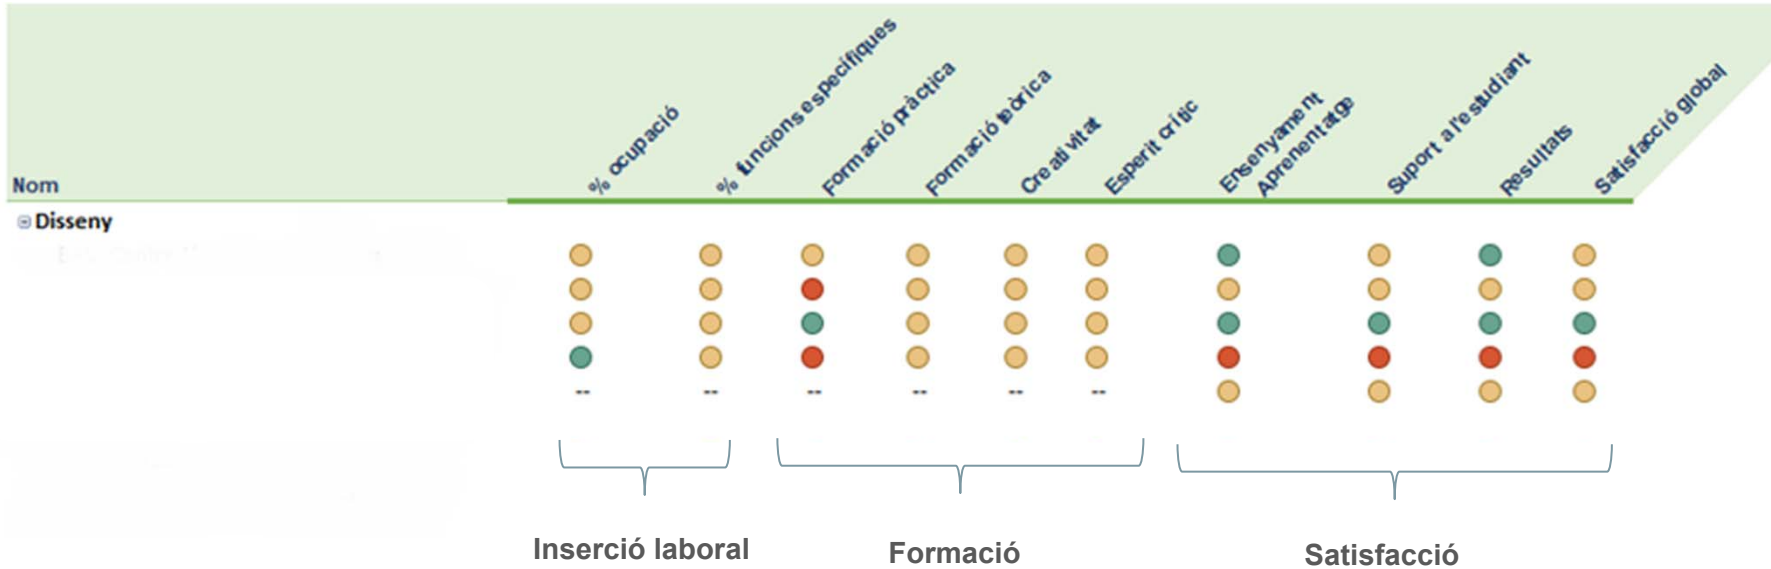 Nom
% ocupació
% funcions específiques
Formació pràctica
Formació teòrica
Creativitat
Esperit crític
Ensenyament
Aprenentatge
Suport a l'estudiant
Resultats
Satisfacció global
Disseny
-- -- -- -- -- --
Inserció laboral
Formació
Satisfacció